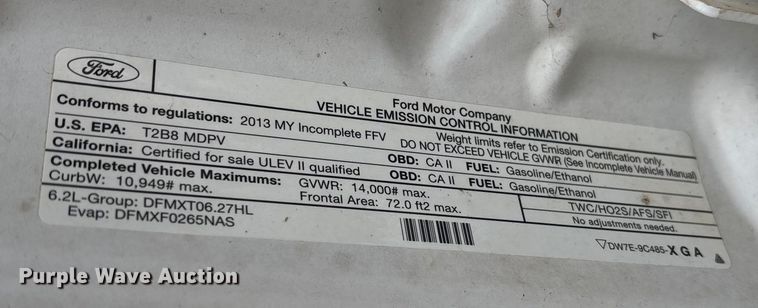 Ford
Ford Motor Company
VEHICLE EMISSION CONTROL INFORMATION
Conforms to regulations: 2013 MY Incomplete FFV
Weight limits refer to Emission Certification only.
DO NOT EXCEED VEHICLE GVWR (See Incomplete Vehicle Manual)
U.S. EPA: T2B8 MDPV OBD: CA II FUEL: Gasoline/Ethanol
California: Certified for sale ULEV II qualified OBD: CA II FUEL: Gasoline/Ethanol
Completed Vehicle Maximums:
CurbW: 10,949# max. GVWR: 14,000# max.
Frontal Area: 72.0 ft2 max.
6.2L-Group: DFMXT06.27HL
Evap: DFMXF0265NAS
TWC/HO2S/AFS/SFI
No adjustments needed.
DW7E-9C485-XGA
Purple Wave Auction